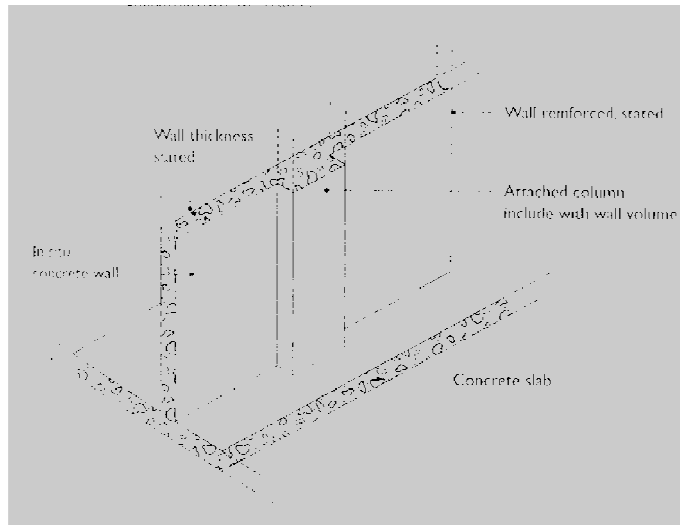 Wall reinforced, stated
Wall thickness
stated
Attached column
include with wall volume
In situ
concrete wall
Concrete slab